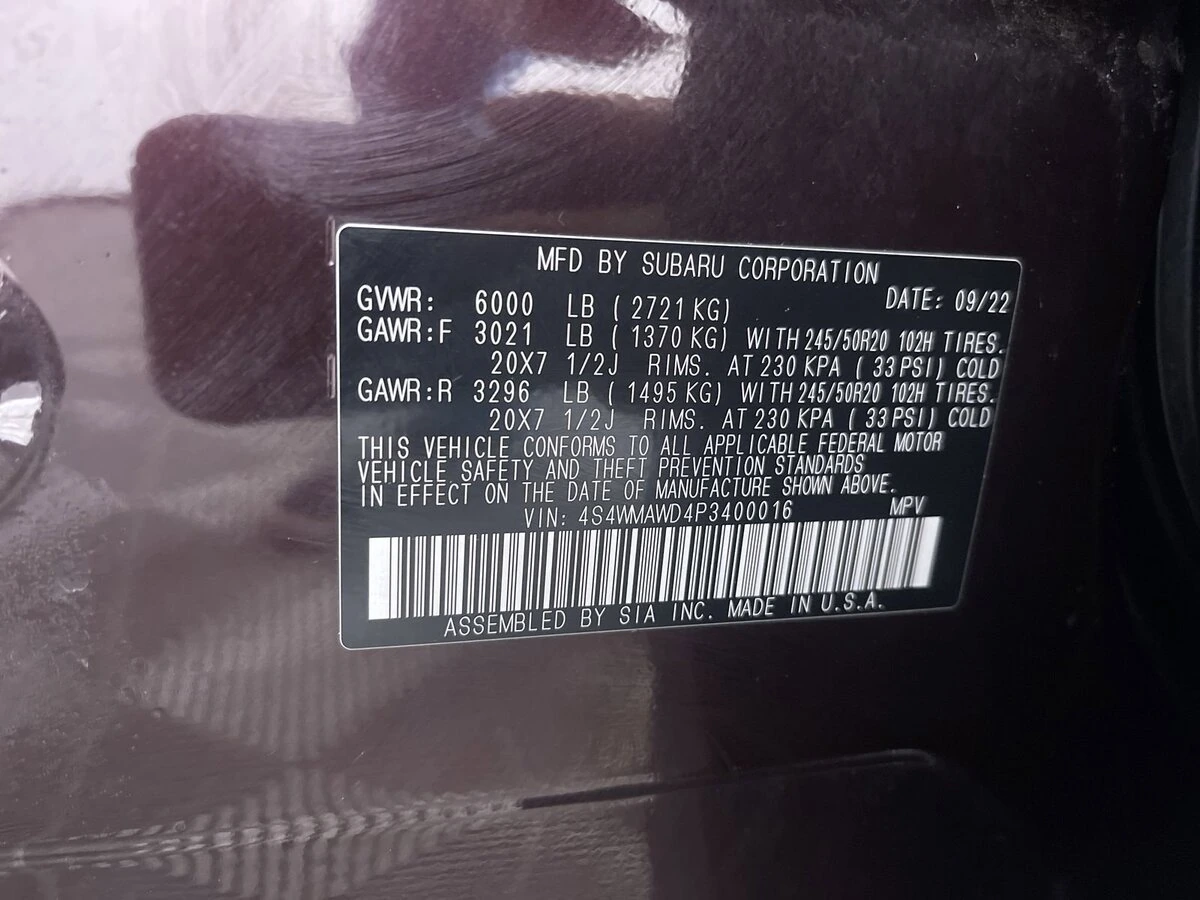 MFD BY SUBARU CORPORATION
GVWR: 6000 LB ( 2721 KG) DATE: 09/22
GAWR:F 3021 LB ( 1370 KG) WITH 245/50R20 102H TIRES.
20X7 1/2J RIMS. AT 230 KPA ( 33 PSI) COLD
GAWR:R 3296 LB ( 1495 KG) WITH 245/50R20 102H TIRES.
20X7 1/2J RIMS. AT 230 KPA ( 33 PSI) COLD
THIS VEHICLE CONFORMS TO ALL APPLICABLE FEDERAL MOTOR
VEHICLE SAFETY AND THEFT PREVENTION STANDARDS
IN EFFECT ON THE DATE OF MANUFACTURE SHOWN ABOVE.
VIN: 4S4WMAWD4P3400016 MPV
ASSEMBLED BY SIA INC. MADE IN U.S.A.